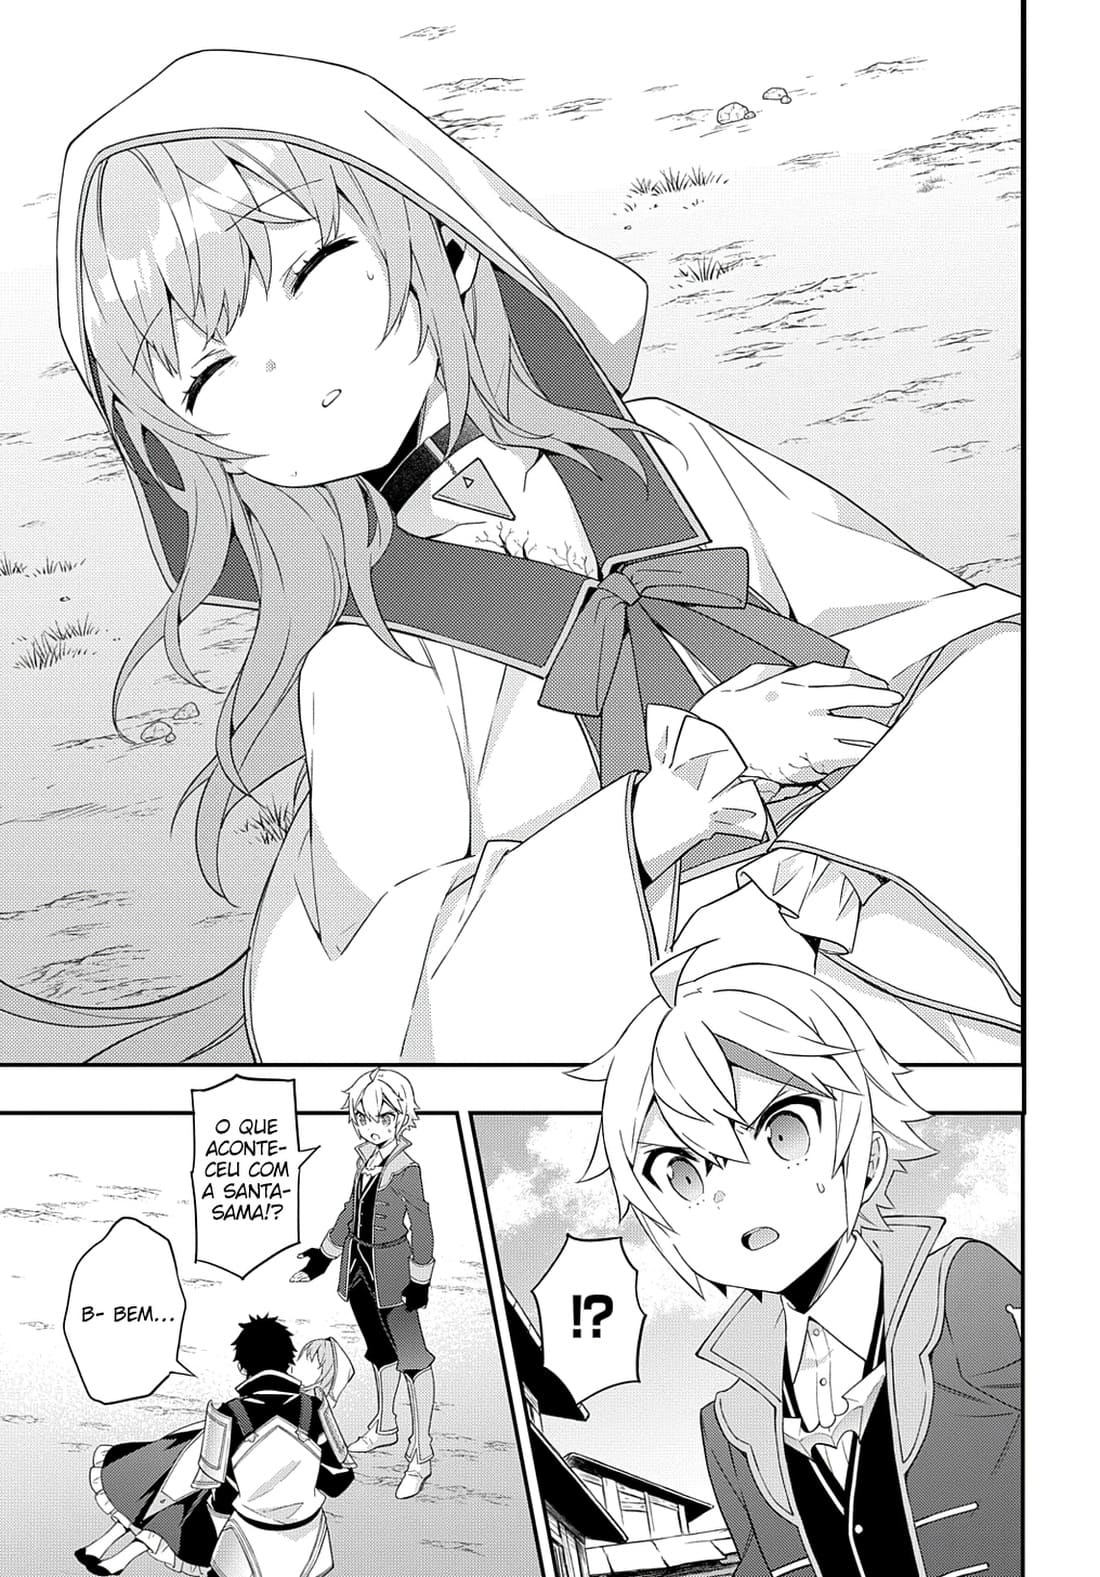 !?
O QUE
ACONTE-
CEU COM
A SANTA-
SAMA!?
B- BEM...